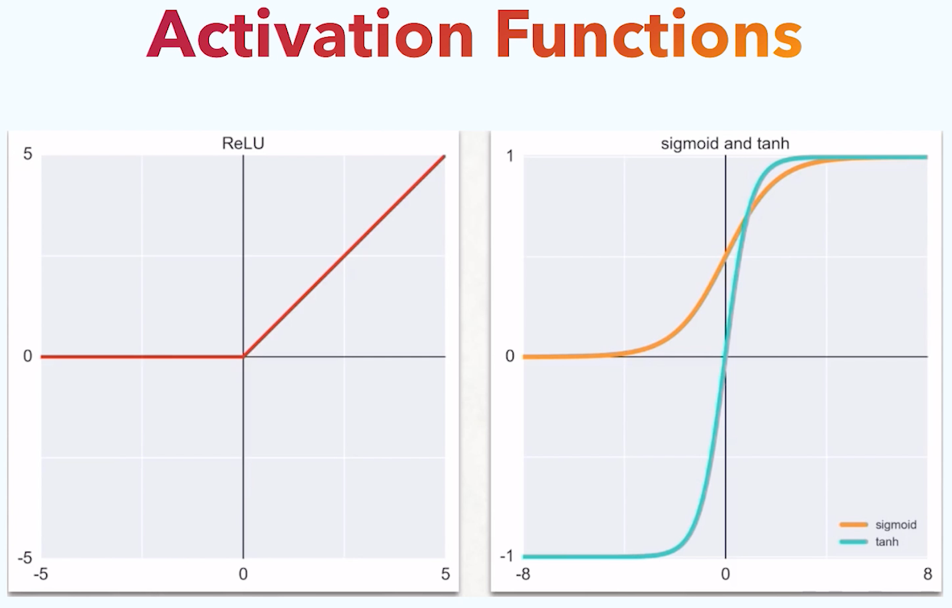 Activation Functions
ReLU
5
0
-5
-5 0 5
sigmoid and tanh
1
0
-1
-8 0 8
sigmoid
tanh